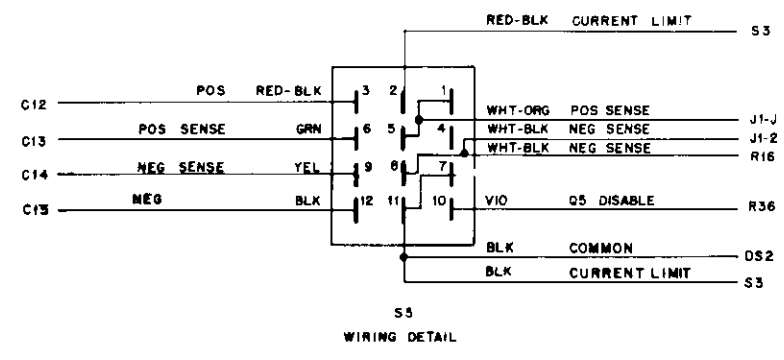 RED-BLK CURRENT LIMIT S3
C12 POS RED-BLK 3 2 1
WHT-ORG POS SENSE J1-J
C13 POS SENSE GRN 6 5 4 WHT-BLK NEG SENSE J1-2
WHT-BLK NEG SENSE R16
C14 NEG SENSE YEL 9 8 7
C15 NEG BLK 12 11 10 VIO Q5 DISABLE R36
BLK COMMON DS2
BLK CURRENT LIMIT S3
S5
WIRING DETAIL